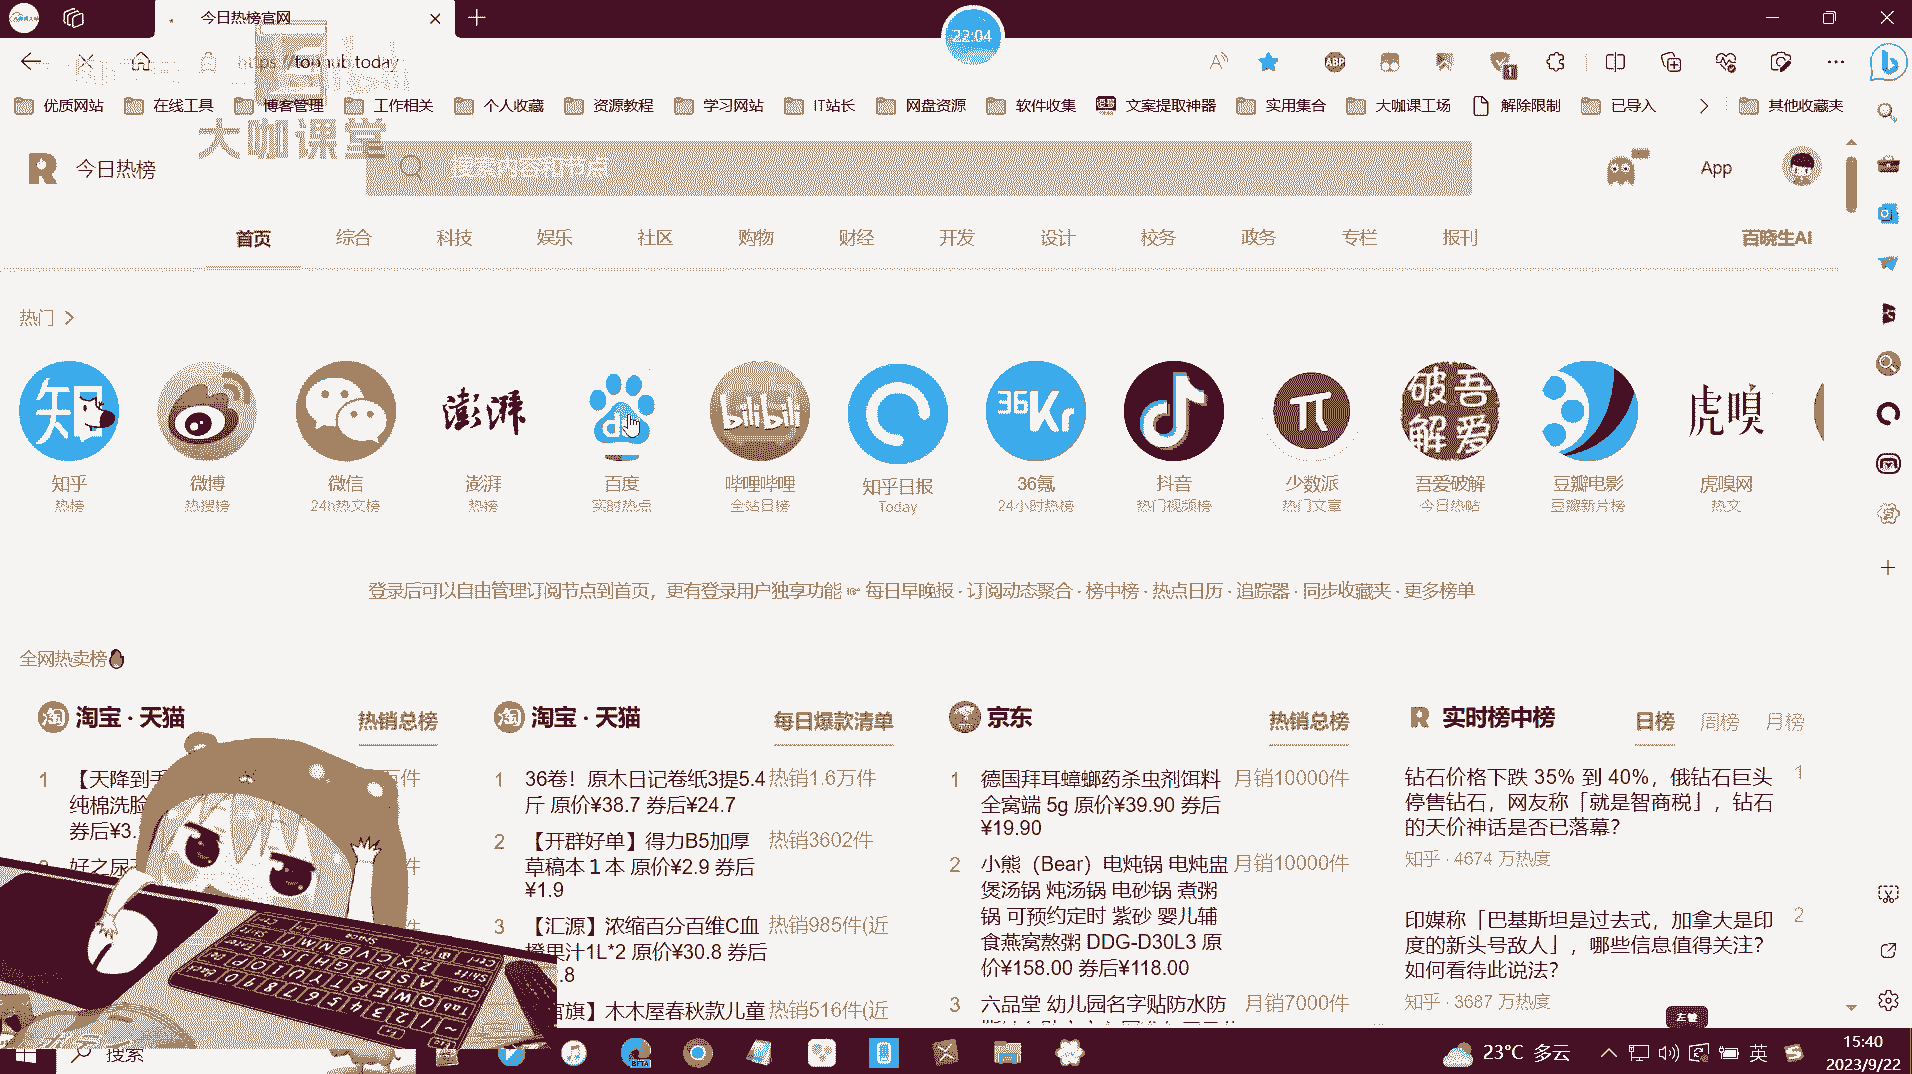 今日热榜官网
22:04
https://tophub.today
优质网站 在线工具 博客管理 工作相关 个人收藏 资源教程 学习网站 IT站长 网盘资源 软件收集 文案提取神器 实用集合 大咖课工场 解除限制 已导入 其他收藏夹
大咖课堂
今日热榜 搜索内容和节点 App
首页 综合 科技 娱乐 社区 购物 财经 开发 设计 校务 政务 专栏 报刊 百晓生AI
热门
知乎 微博 微信 澎湃 百度 哔哩哔哩 知乎日报 36氪 抖音 少数派 吾爱破解 豆瓣电影 虎嗅网
热榜 热搜榜 24h热文榜 热榜 实时热点 全站日榜 Today 24小时热榜 热门视频榜 热门文章 今日热帖 豆瓣新片榜 热文
登录后可以自由管理订阅节点到首页，更有登录用户独享功能 ☞ 每日早晚报 · 订阅动态聚合 · 榜中榜 · 热点日历 · 追踪器 · 同步收藏夹 · 更多榜单
全网热卖榜
淘宝 · 天猫 热销总榜
1 【天降到手
纯棉洗脸
券后¥3.
好之尿
淘宝 · 天猫 每日爆款清单
1 36卷！原木日记卷纸3提5.4 热销1.6万件
斤 原价¥38.7 券后¥24.7
2 【开群好单】得力B5加厚 热销3602件
草稿本１本 原价¥2.9 券后
¥1.9
3 【汇源】浓缩百分百维C血 热销985件(近
橙果汁1L*2 原价¥30.8 券后
.8
旗】木木屋春秋款儿童 热销516件(近
京东 热销总榜
1 德国拜耳蟑螂药杀虫剂饵料 月销10000件
全窝端 5g 原价¥39.90 券后
¥19.90
2 小熊（Bear）电炖锅 电炖盅 月销10000件
煲汤锅 炖汤锅 电砂锅 煮粥
锅 可预约定时 紫砂 婴儿辅
食燕窝熬粥 DDG-D30L3 原
价¥158.00 券后¥118.00
3 六品堂 幼儿园名字贴防水防 月销7000件
实时榜中榜 日榜 周榜 月榜
钻石价格下跌 35% 到 40%，俄钻石巨头 1
停售钻石，网友称「就是智商税」，钻石
的天价神话是否已落幕？
知乎 · 4674 万热度
印媒称「巴基斯坦是过去式，加拿大是印 2
度的新头号敌人」，哪些信息值得关注？
如何看待此说法？
知乎 · 3687 万热度
左键
搜索
23°C 多云 英 15:40
2023/9/22